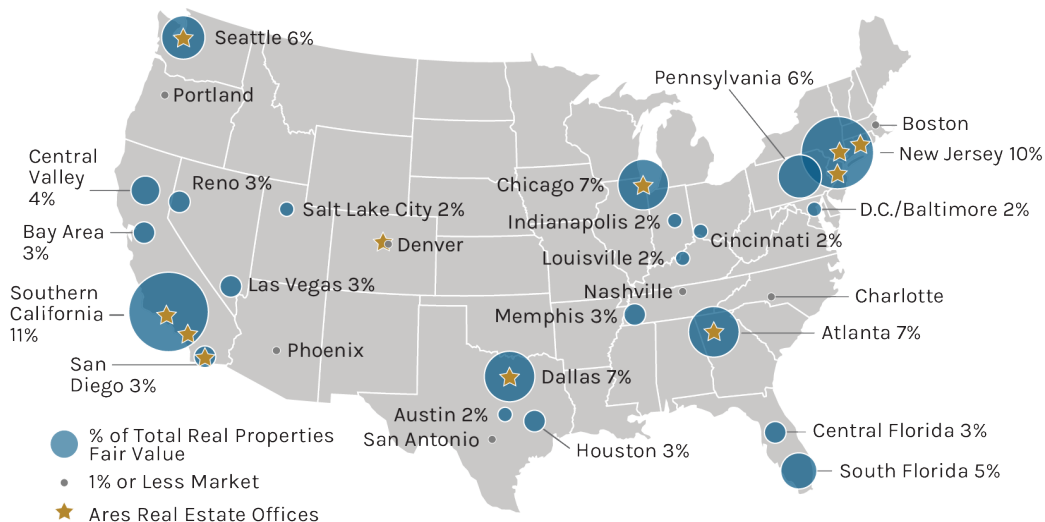 Seattle 6%
Portland
Pennsylvania 6%
Boston
New Jersey 10%
Central
Valley
4%
Reno 3%
Chicago 7%
Salt Lake City 2%
Indianapolis 2%
D.C./Baltimore 2%
Bay Area
3%
Denver
Cincinnati 2%
Louisville 2%
Las Vegas 3%
Nashville
Charlotte
Southern
California
11%
Memphis 3%
Atlanta 7%
Phoenix
San
Diego 3%
Dallas 7%
Austin 2%
San Antonio
Houston 3%
Central Florida 3%
South Florida 5%
% of Total Real Properties
Fair Value
1% or Less Market
Ares Real Estate Offices